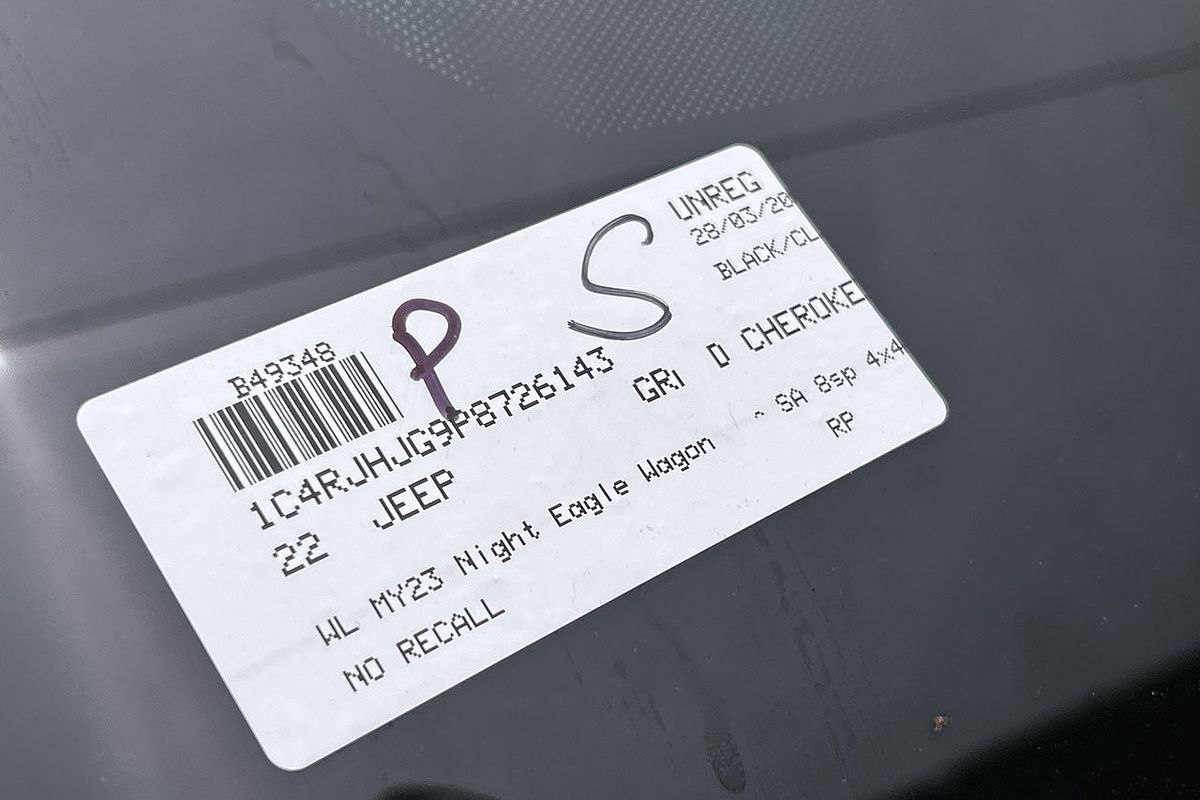 UNREG
28/03/20
BLACK/CL
P S
B49348
1C4RJHJG9P8726143
22 JEEP GR D CHEROKE
WL MY23 Night Eagle Wagon - SA 8sp 4x4
NO RECALL RP